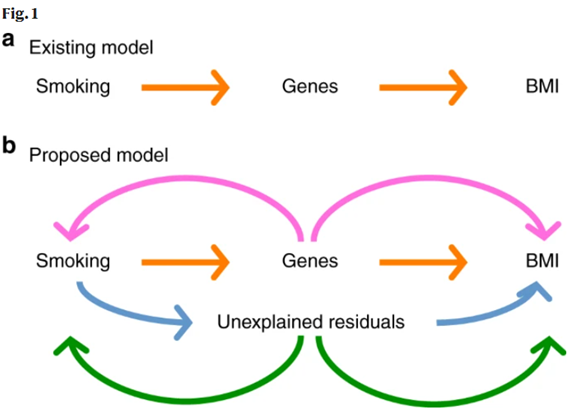 Fig. 1
a Existing model
Smoking Genes BMI
b Proposed model
Smoking Genes BMI
Unexplained residuals